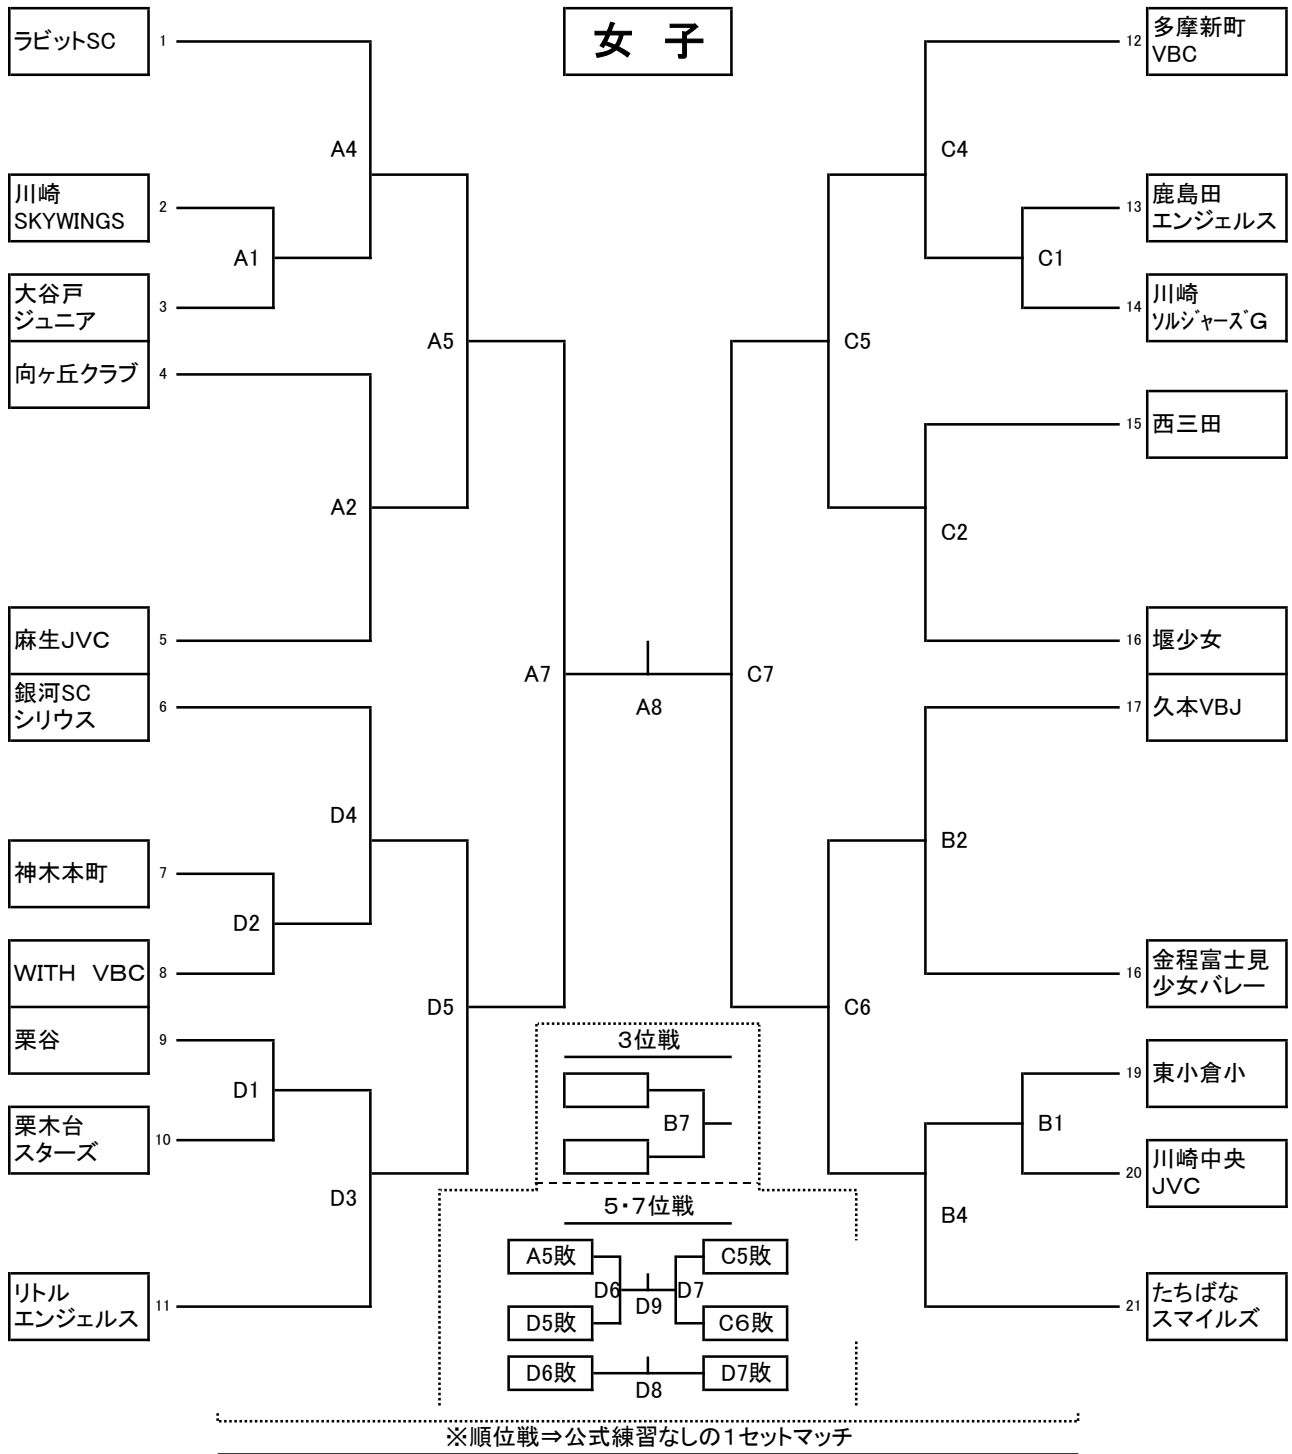 女 子
ラビットSC
1
A4
川崎
SKYWINGS
2
A1
大谷戸
ジュニア
3
A5
向ヶ丘クラブ
4
A2
麻生JVC
5
銀河SC
シリウス
6
A7
D4
神木本町
7
D2
WITH VBC
8
D5
栗谷
9
D1
栗木台
スターズ
10
D3
リトル
エンジェルス
11
A8
12
多摩新町
VBC
C4
13
鹿島田
エンジェルス
C1
14
川崎
ｿﾙｼﾞｬｰｽﾞG
C5
15
西三田
C2
16
堰少女
C7
17
久本VBJ
B2
16
金程富士見
少女バレー
C6
19
東小倉小
B1
20
川崎中央
JVC
B4
21
たちばな
スマイルズ
3位戦
B7
5・7位戦
A5敗
C5敗
D6
D9
D7
D5敗
C6敗
D6敗
D8
D7敗
※順位戦⇒公式練習なしの1セットマッチ